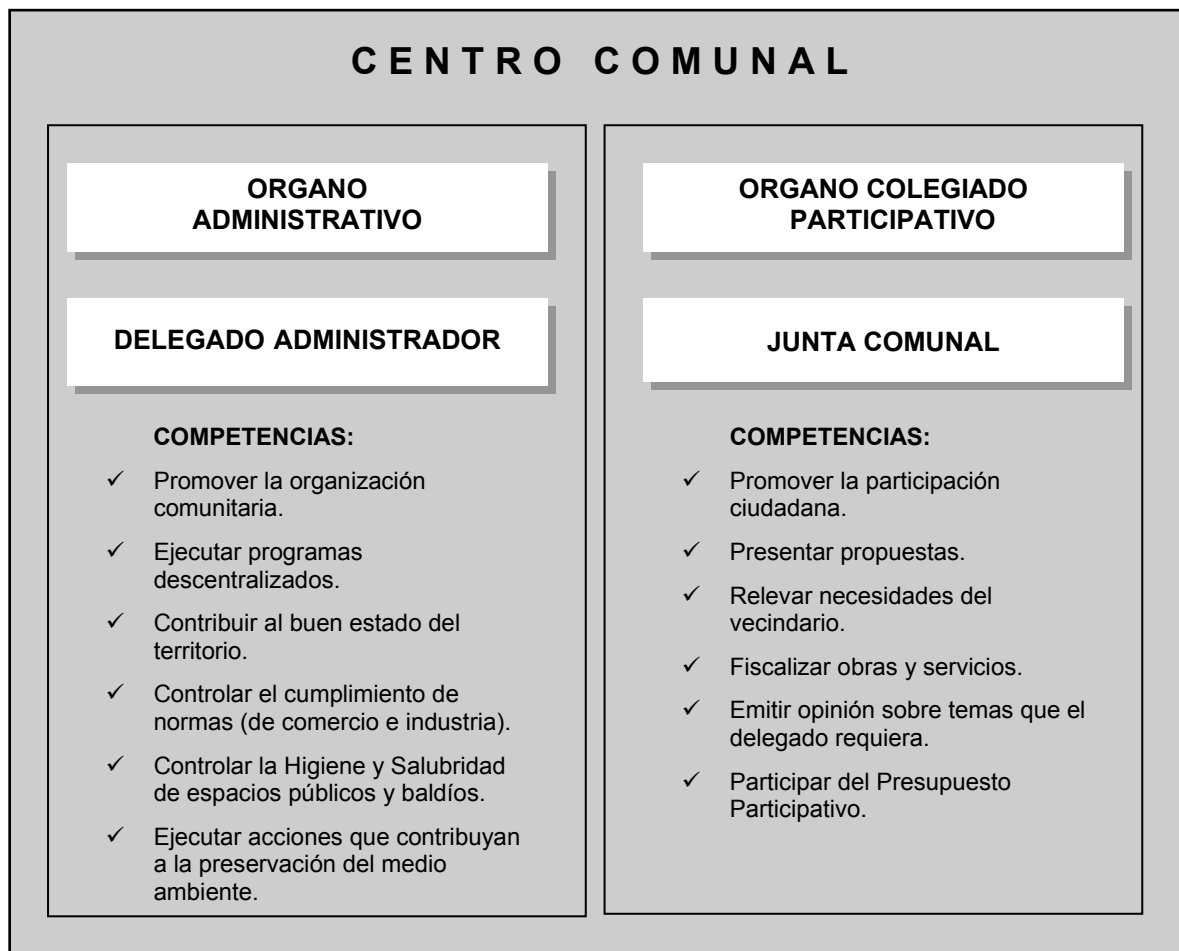 CENTRO COMUNAL
ORGANO
ADMINISTRATIVO
DELEGADO ADMINISTRADOR
COMPETENCIAS:
✓ Promover la organización
comunitaria.
✓ Ejecutar programas
descentralizados.
✓ Contribuir al buen estado del
territorio.
✓ Controlar el cumplimiento de
normas (de comercio e industria).
✓ Controlar la Higiene y Salubridad
de espacios públicos y baldíos.
✓ Ejecutar acciones que contribuyan
a la preservación del medio
ambiente.
ORGANO COLEGIADO
PARTICIPATIVO
JUNTA COMUNAL
COMPETENCIAS:
✓ Promover la participación
ciudadana.
✓ Presentar propuestas.
✓ Relevar necesidades del
vecindario.
✓ Fiscalizar obras y servicios.
✓ Emitir opinión sobre temas que el
delegado requiera.
✓ Participar del Presupuesto
Participativo.